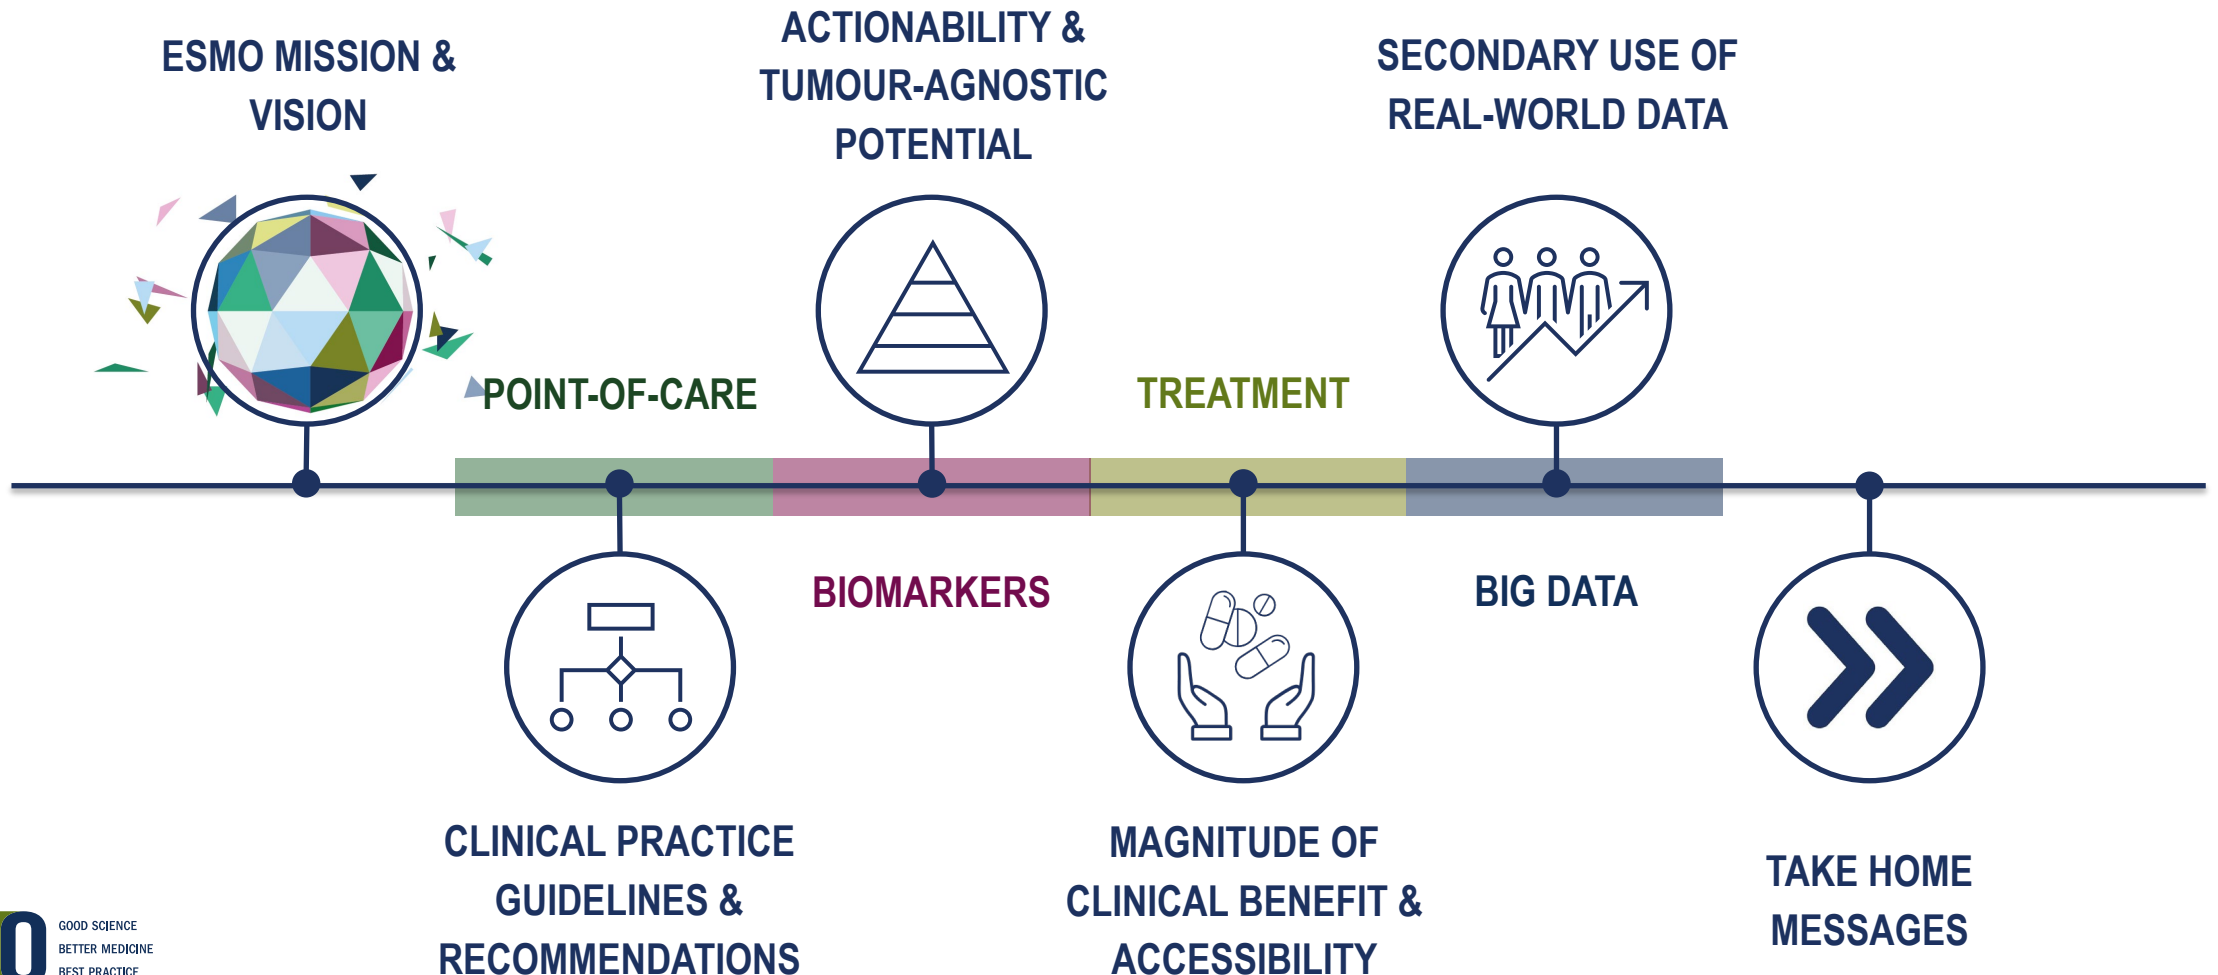 ESMO MISSION &
VISION
ACTIONABILITY &
TUMOUR-AGNOSTIC
POTENTIAL
SECONDARY USE OF
REAL-WORLD DATA
POINT-OF-CARE
TREATMENT
BIOMARKERS
BIG DATA
CLINICAL PRACTICE
GUIDELINES &
RECOMMENDATIONS
MAGNITUDE OF
CLINICAL BENEFIT &
ACCESSIBILITY
TAKE HOME
MESSAGES
O
GOOD SCIENCE
BETTER MEDICINE
BEST PRACTICE